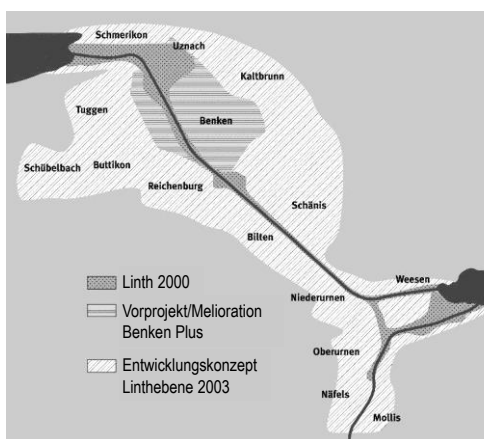 Schmerikon
Uznach
Kaltbrunn
Tuggen
Benken
Schübelbach
Buttikon
Reichenburg
Schänis
Bilten
Weesen
Linth 2000
Niederurnen
Vorprojekt/Melioration
Benken Plus
Oberurnen
Entwicklungskonzept
Linthebene 2003
Näfels
Mollis